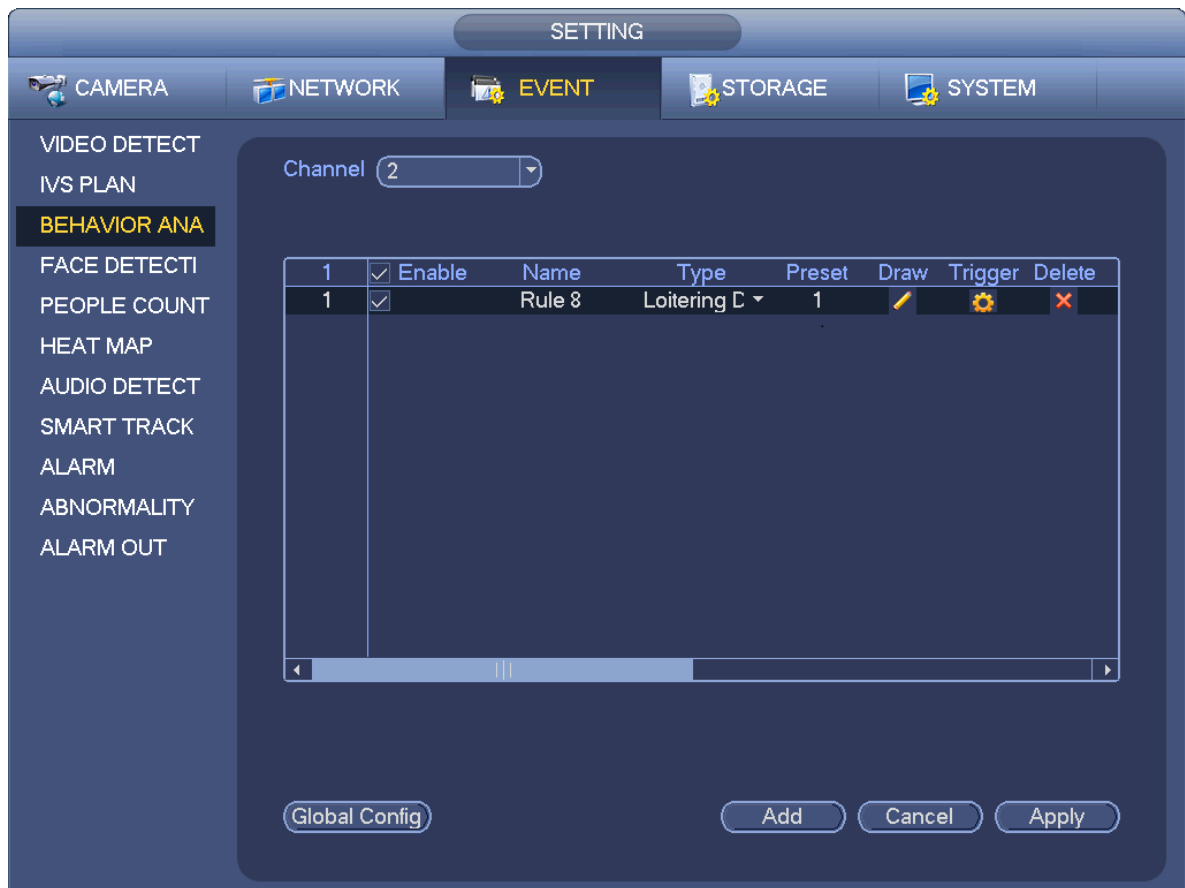 SETTING
CAMERA NETWORK EVENT STORAGE SYSTEM
VIDEO DETECT
IVS PLAN
BEHAVIOR ANA
FACE DETECTI
PEOPLE COUNT
HEAT MAP
AUDIO DETECT
SMART TRACK
ALARM
ABNORMALITY
ALARM OUT
Channel 2
1 Enable Name Type Preset Draw Trigger Delete
1 Rule 8 Loitering D 1
Global Config Add Cancel Apply